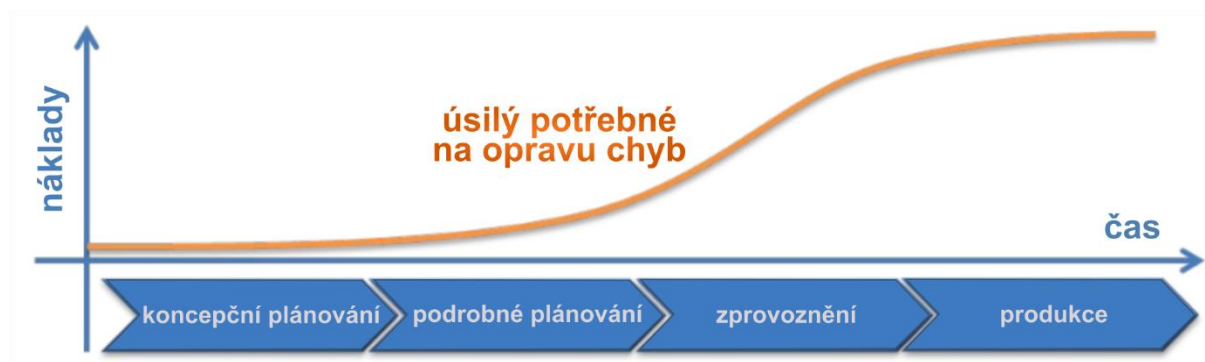 náklady
úsilý potřebné
na opravu chyb
čas
koncepční plánování
podrobné plánování
zprovoznění
produkce